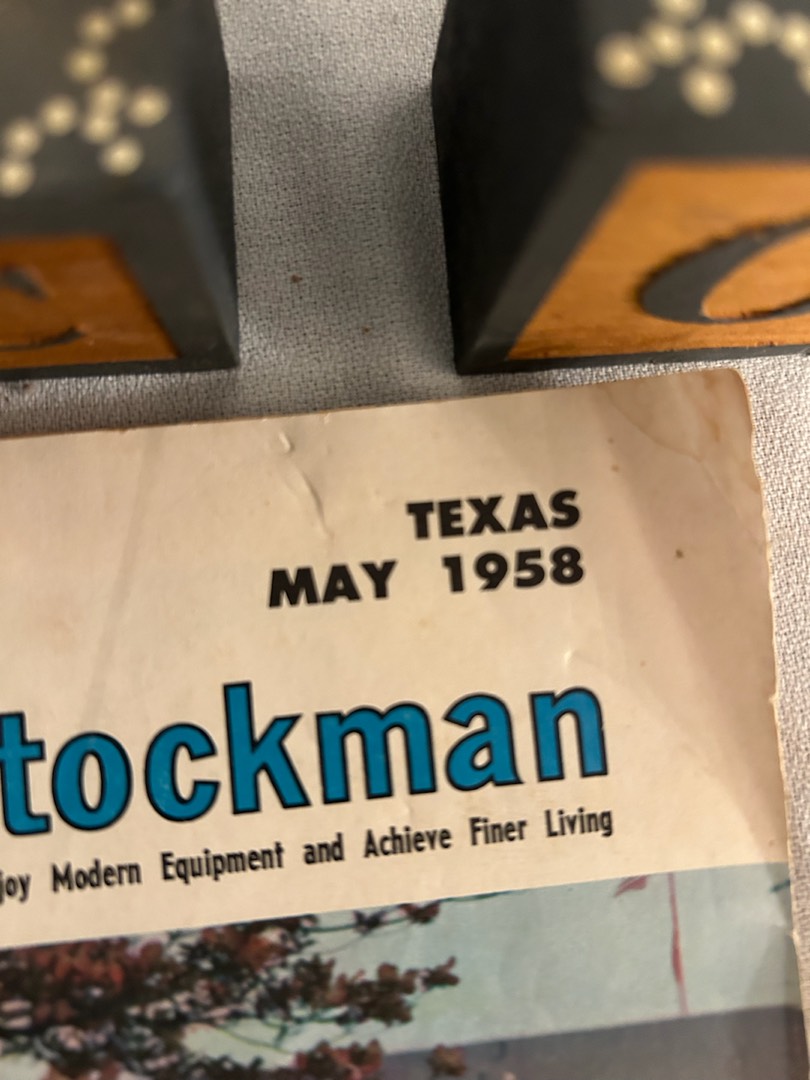 TEXAS
MAY 1958
tockman
joy Modern Equipment and Achieve Finer Living